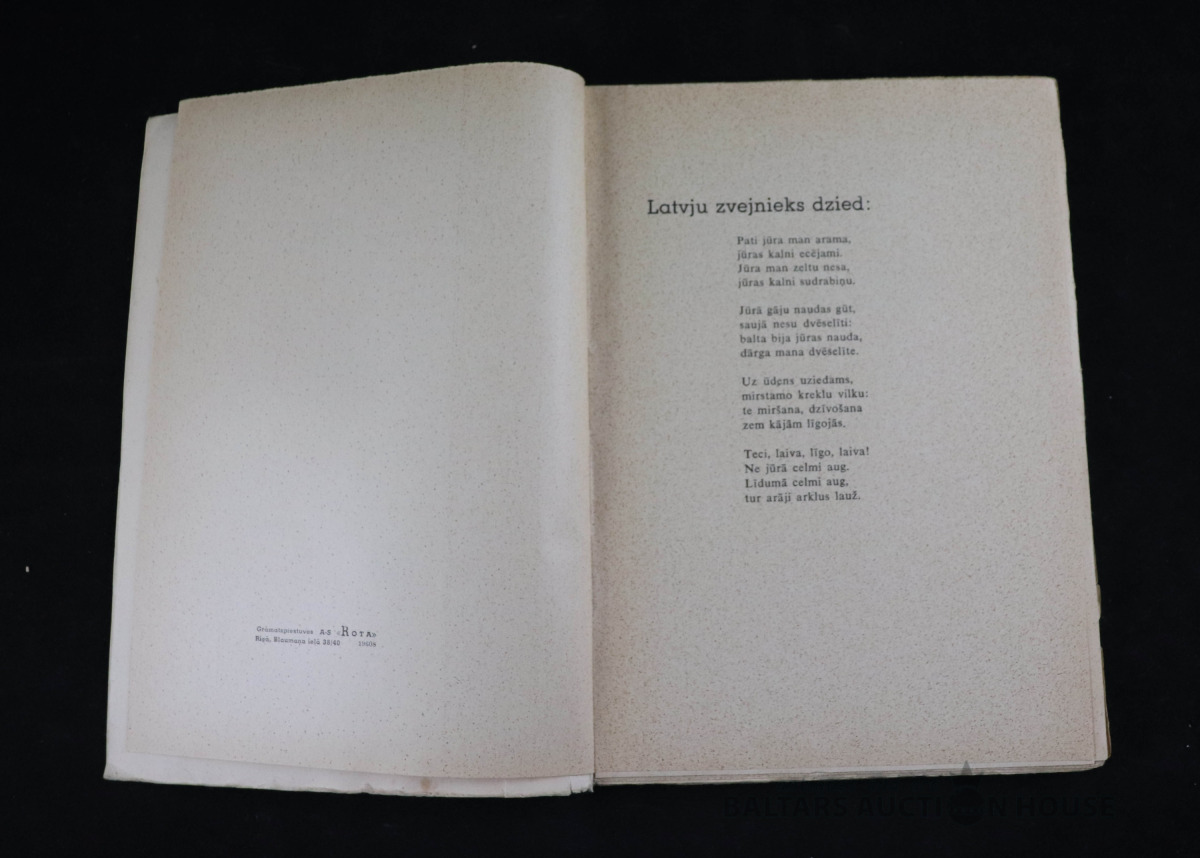 Grāmatspiestuves A-S «ROTA»
Rīgā, Blaumaņa ielā 38/40
Latvju zvejnieks dzied:
Pati jūra man arama,
jūras kalni ecējami.
Jūra man zeltu nesa,
jūras kalni sudrabiņu.
Jūrā gāju naudas gūt,
saujā nesu dvēselīti:
balta bija jūras nauda,
dārga mana dvēselīte.
Uz ūdens uziedams,
mirstamo kreklu vilku:
te miršana, dzīvošana
zem kājām līgojās.
Teci, laiva, līgo, laiva!
Ne jūrā celmi aug.
Līdumā celmi aug,
tur arāji arklus lauž.
BALTARS AUCTION HOUSE